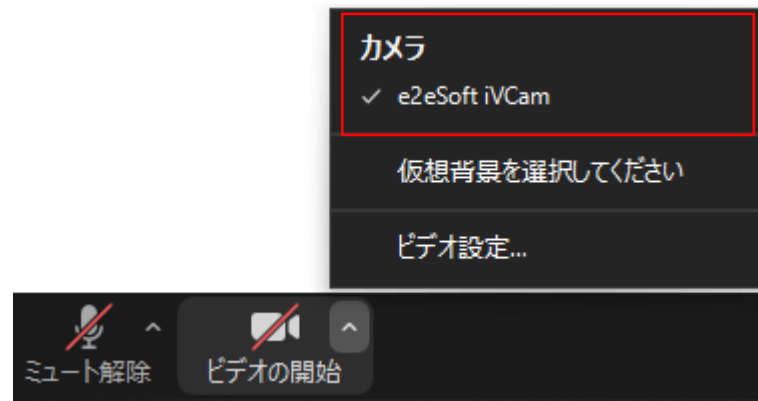 カメラ
e2eSoft iVCam
仮想背景を選択してください
ビデオ設定...
ミュート解除
ビデオの開始